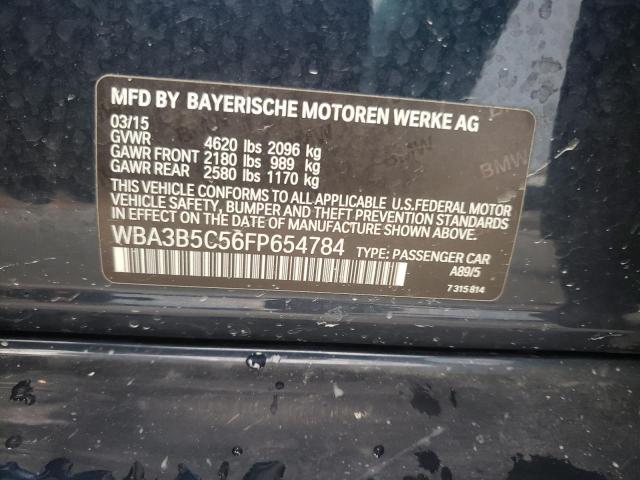 MFD BY BAYERISCHE MOTOREN WERKE AG
03/15
GVWR 4620 lbs 2096 kg
GAWR FRONT 2180 lbs 989 kg
GAWR REAR 2580 lbs 1170 kg
THIS VEHICLE CONFORMS TO ALL APPLICABLE U.S.FEDERAL MOTOR
VEHICLE SAFETY, BUMPER AND THEFT PREVENTION STANDARDS
IN EFFECT ON THE DATE OF MANUFACTURE SHOWN ABOVE.
WBA3B5C56FP654784 TYPE: PASSENGER CAR
A89/5
7 315 814
BMW
BMW